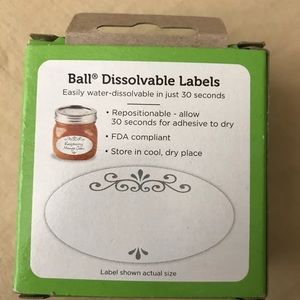 Ball® Dissolvable Labels
Easily water-dissolvable in just 30 seconds
• Repositionable - allow
30 seconds for adhesive to dry
• FDA compliant
• Store in cool, dry place
Label shown actual size